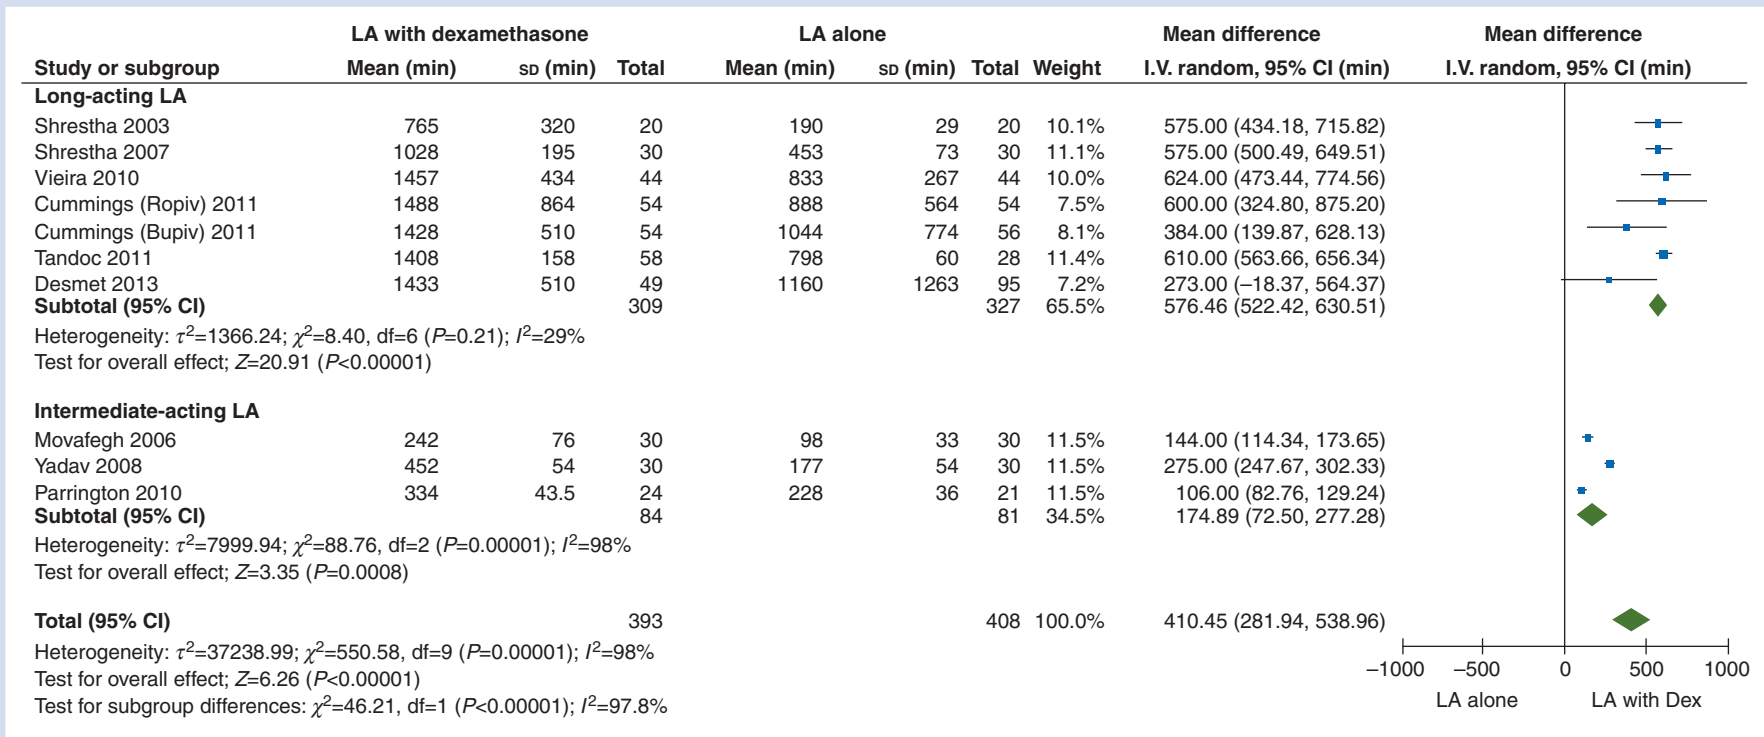 LA with dexamethasone LA alone Mean difference Mean difference
Study or subgroup Mean (min) SD (min) Total Mean (min) SD (min) Total Weight I.V. random, 95% CI (min) I.V. random, 95% CI (min)
Long-acting LA
Shrestha 2003 765 320 20 190 29 20 10.1% 575.00 (434.18, 715.82)
Shrestha 2007 1028 195 30 453 73 30 11.1% 575.00 (500.49, 649.51)
Vieira 2010 1457 434 44 833 267 44 10.0% 624.00 (473.44, 774.56)
Cummings (Ropiv) 2011 1488 864 54 888 564 54 7.5% 600.00 (324.80, 875.20)
Cummings (Bupiv) 2011 1428 510 54 1044 774 56 8.1% 384.00 (139.87, 628.13)
Tandoc 2011 1408 158 58 798 60 28 11.4% 610.00 (563.66, 656.34)
Desmet 2013 1433 510 49 1160 1263 95 7.2% 273.00 (–18.37, 564.37)
Subtotal (95% CI) 309 327 65.5% 576.46 (522.42, 630.51)
Heterogeneity: τ²=1366.24; χ²=8.40, df=6 (P=0.21); I²=29%
Test for overall effect; Z=20.91 (P<0.00001)
Intermediate-acting LA
Movafegh 2006 242 76 30 98 33 30 11.5% 144.00 (114.34, 173.65)
Yadav 2008 452 54 30 177 54 30 11.5% 275.00 (247.67, 302.33)
Parrington 2010 334 43.5 24 228 36 21 11.5% 106.00 (82.76, 129.24)
Subtotal (95% CI) 84 81 34.5% 174.89 (72.50, 277.28)
Heterogeneity: τ²=7999.94; χ²=88.76, df=2 (P=0.00001); I²=98%
Test for overall effect; Z=3.35 (P=0.0008)
Total (95% CI) 393 408 100.0% 410.45 (281.94, 538.96)
Heterogeneity: τ²=37238.99; χ²=550.58, df=9 (P=0.00001); I²=98%
Test for overall effect; Z=6.26 (P<0.00001)
Test for subgroup differences: χ²=46.21, df=1 (P<0.00001); I²=97.8%
–1000 –500 0 500 1000
LA alone LA with Dex